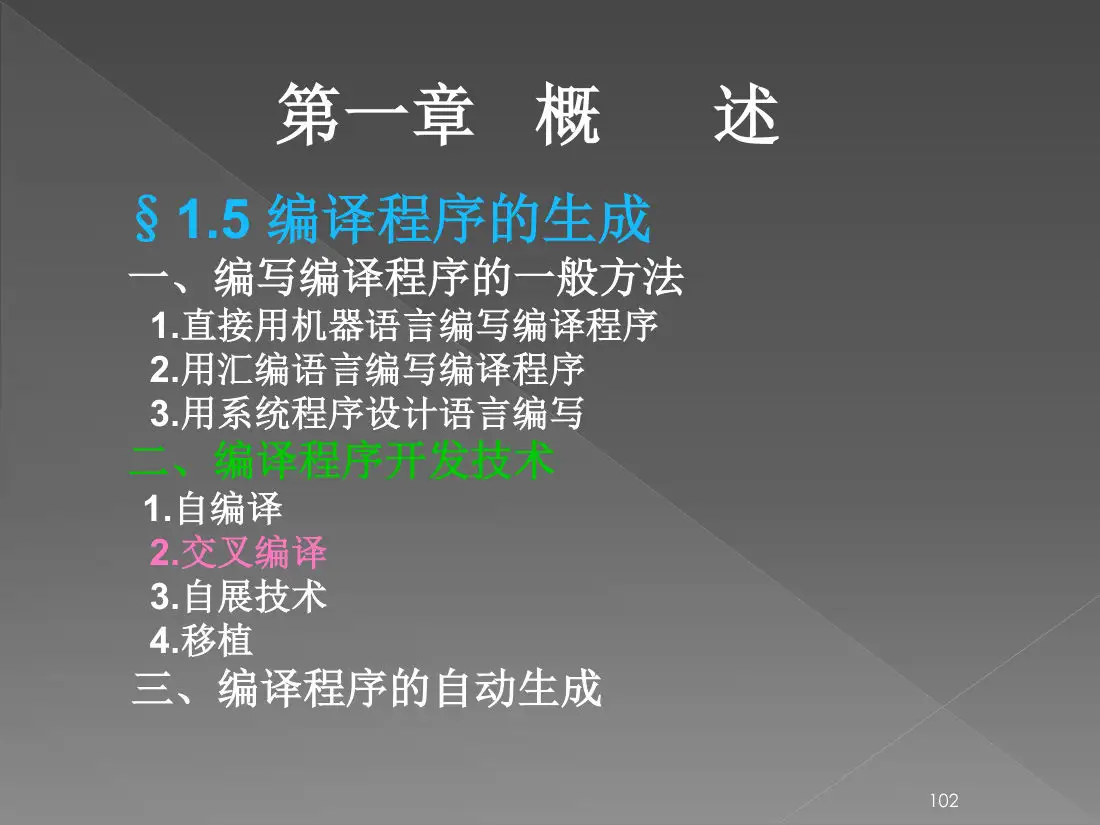 第一章 概 述
§1.5 编译程序的生成
一、编写编译程序的一般方法
1.直接用机器语言编写编译程序
2.用汇编语言编写编译程序
3.用系统程序设计语言编写
二、编译程序开发技术
1.自编译
2.交叉编译
3.自展技术
4.移植
三、编译程序的自动生成
102